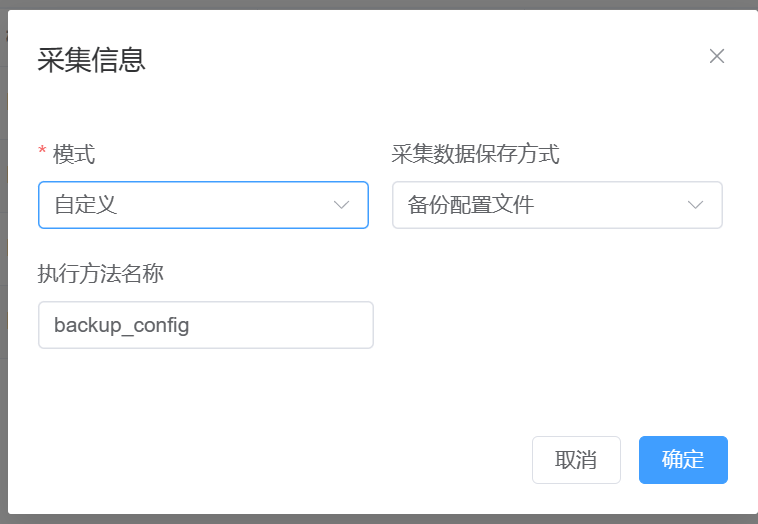 采集信息
* 模式
采集数据保存方式
自定义
备份配置文件
执行方法名称
backup_config
取消
确定